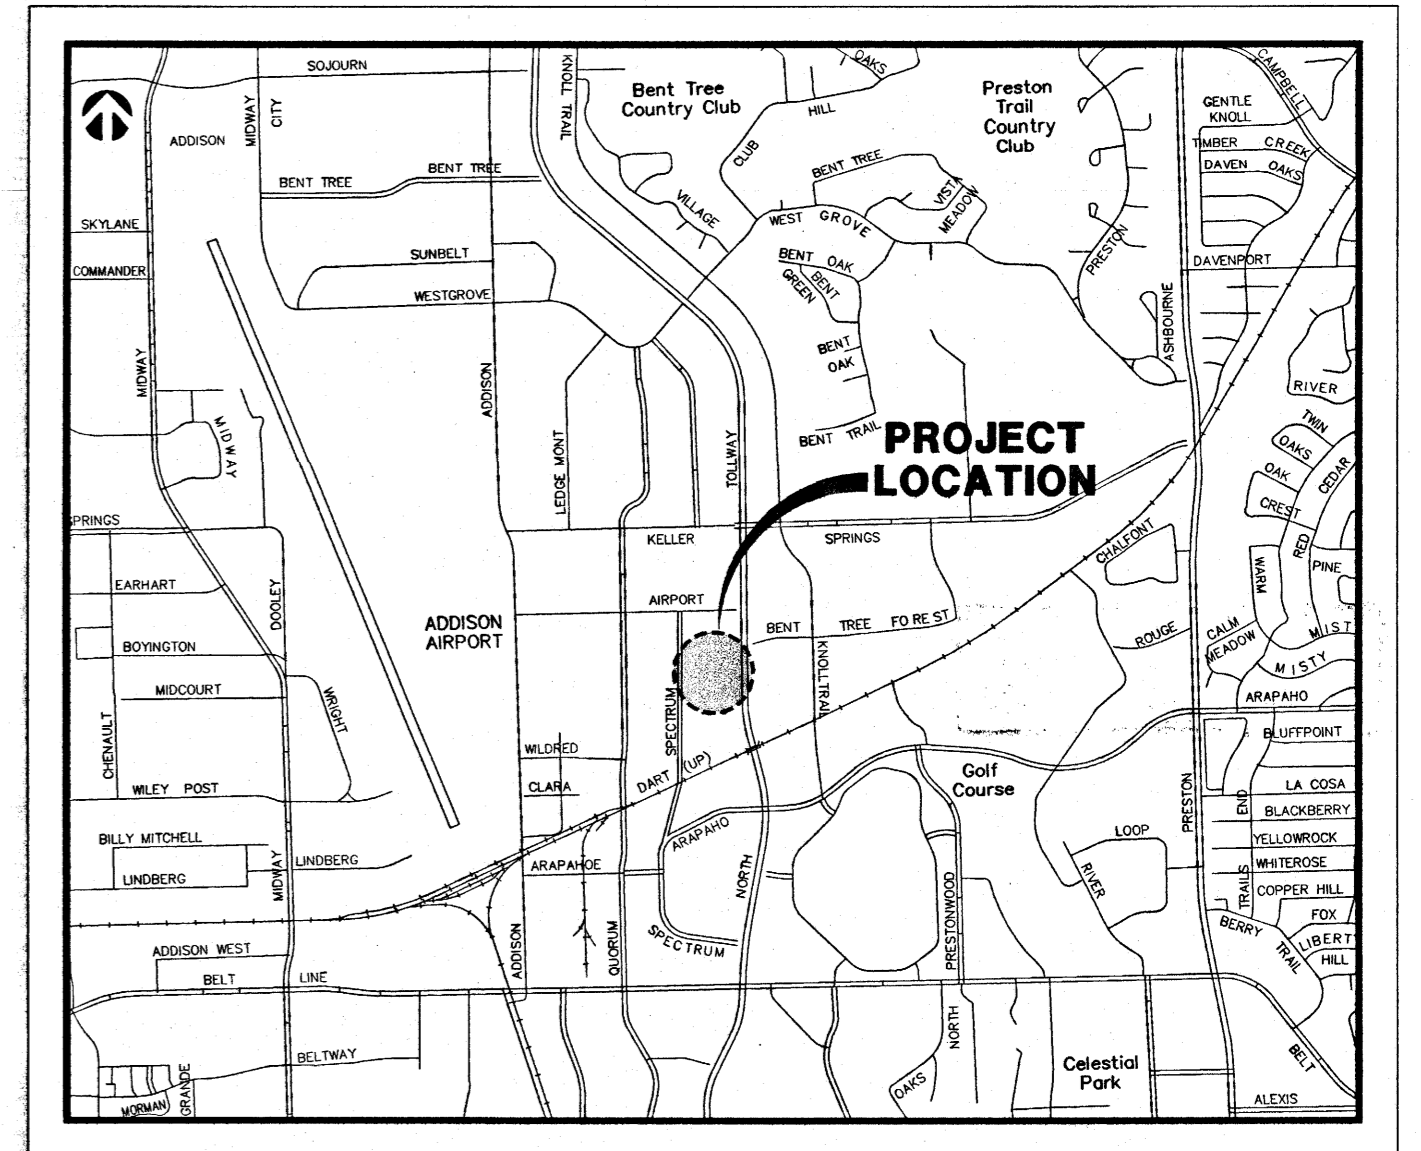 SOJOURN
KNOLL TRAIL
Bent Tree
Country Club
OAKS
HILL
Preston
Trail
Country
Club
CAMPBELL
GENTLE
KNOLL
MIDWAY
CITY
ADDISON
CLUB
TIMBER CREEK
DAVEN OAKS
BENT TREE
BENT TREE
BENT TREE
VISTA
MEADOW
VILLAGE
WEST GROVE
SKYLANE
PRESTON
COMMANDER
SUNBELT
BENT OAK
BENT
GREEN
DAVENPORT
WESTGROVE
ASHBOURNE
MIDWAY
ADDISON
BENT
OAK
RIVER
MIDWAY
LEDGE MONT
TOLLWAY
BENT TRAIL
PROJECT
LOCATION
TWIN
OAKS
OAK
CREST
CEDAR
RED
SPRINGS
KELLER
SPRINGS
CHALFONT
WARM
PINE
EARHART
DOOLEY
AIRPORT
ADDISON
AIRPORT
BENT TREE FOREST
ROUGE
CALM
MEADOW
MIST
MISTY
BOYINGTON
MIDCOURT
WRIGHT
KNOLL TRAIL
SPECTRUM
ARAPAHO
CHENAULT
WILDRED
BLUFFPOINT
WILEY POST
CLARA
DART (UP)
Golf
Course
PRESTON
END
LA COSA
BLACKBERRY
BILLY MITCHELL
ARAPAHO
LOOP
YELLOWROCK
LINDBERG
LINDBERG
MIDWAY
ARAPAHOE
NORTH
RIVER
WHITEROSE
TRAILS
COPPER HILL
PRESTONWOOD
FOX
BERRY TRAIL
LIBERT
HILL
ADDISON WEST
ADDISON
QUORUM
SPECTRUM
BELT LINE
NORTH
BELTWAY
BELT
Celestial
Park
OAKS
MORMAN
GRANDE
ALEXIS